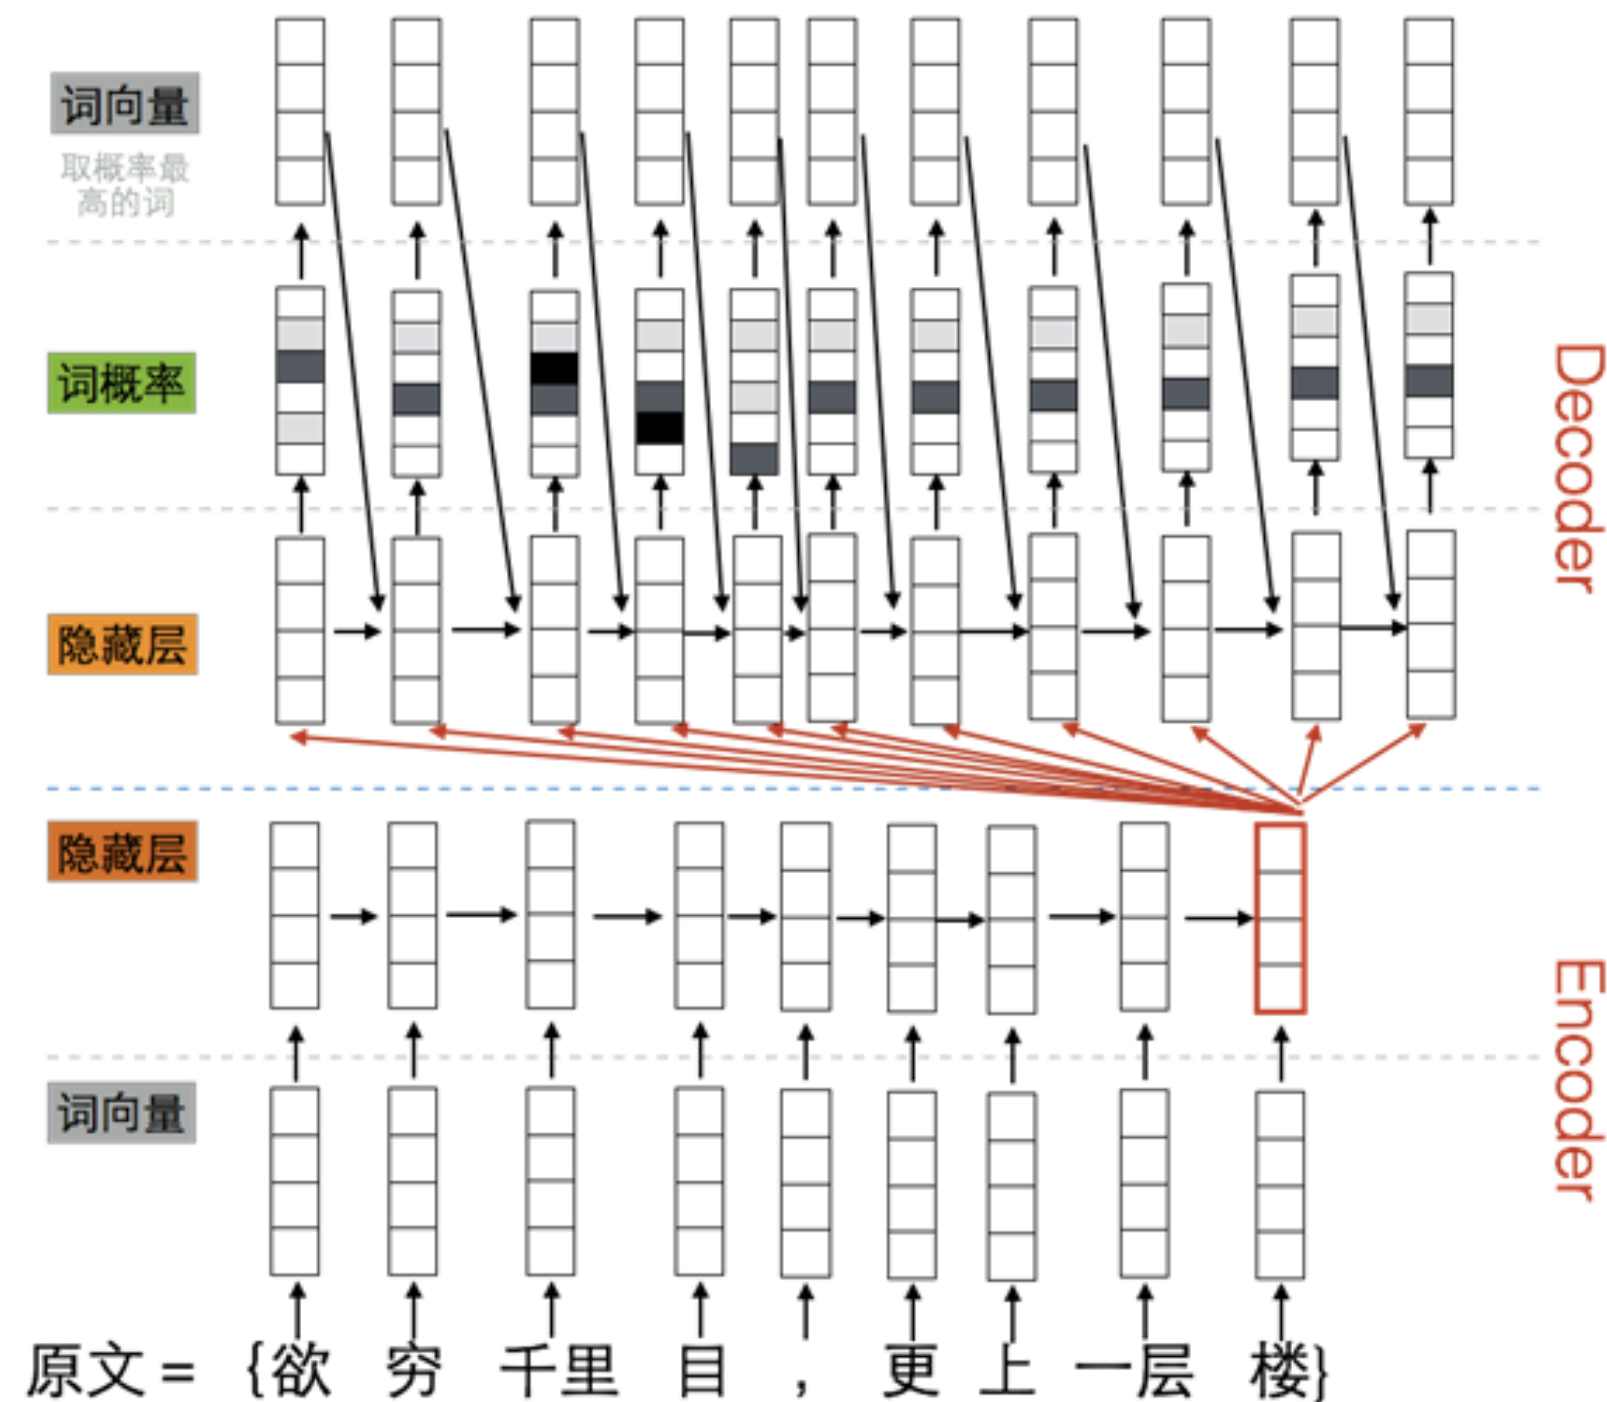 词向量
取概率最
高的词
词概率
Decoder
隐藏层
隐藏层
Encoder
词向量
原文 = {欲 穷 千里 目 , 更 上 一层 楼}